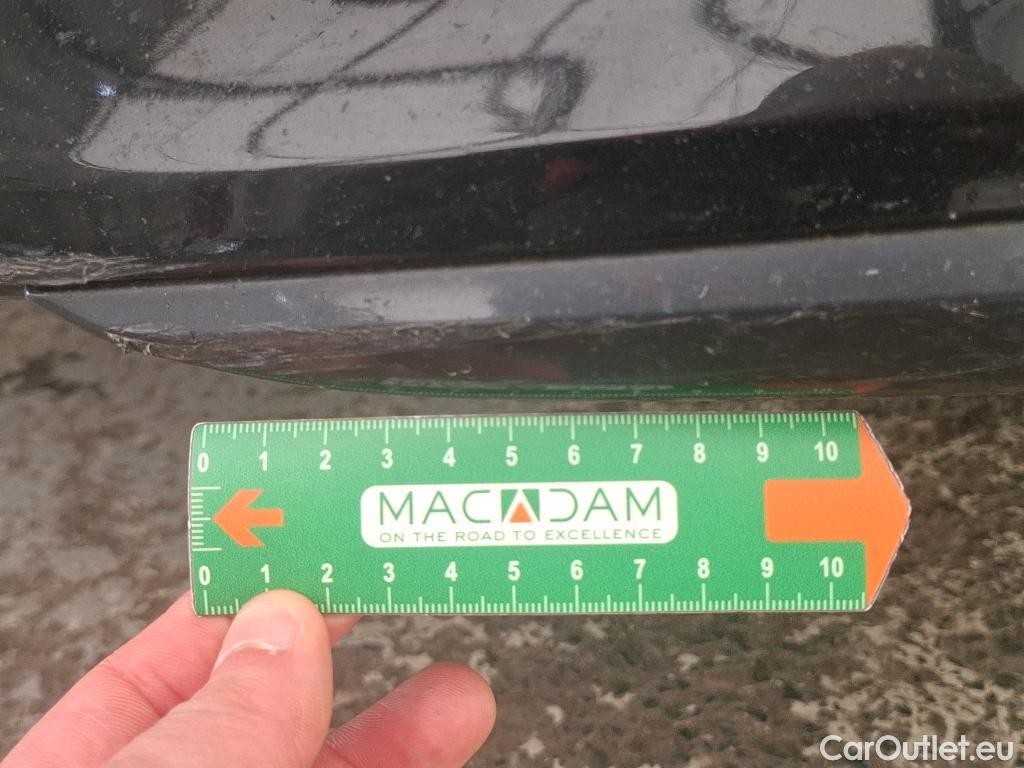 0 1 2 3 4 5 6 7 8 9 10
MACADAM
ON THE ROAD TO EXCELLENCE
0 1 2 3 4 5 6 7 8 9 10
CarOutlet.eu